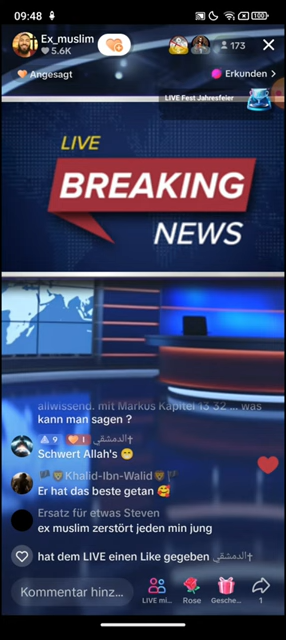 09:48
100
Ex_muslim
5.6K
173
Angesagt
Erkunden >
LIVE Fest Jahresfeier
LIVE
BREAKING
NEWS
allwissend. mit Markus Kapitel 13 32 ... was
kann man sagen ?
9 1 الدمشقي✝
Schwert Allah's 😁
🏴🦁Khalid-Ibn-Walid🦁🏴
Er hat das beste getan 🥰
Ersatz für etwas Steven
ex muslim zerstört jeden min jung
hat dem LIVE einen Like gegeben الدمشقي✝
Kommentar hinz...
LIVE mi...
Rose
Gesche...
1